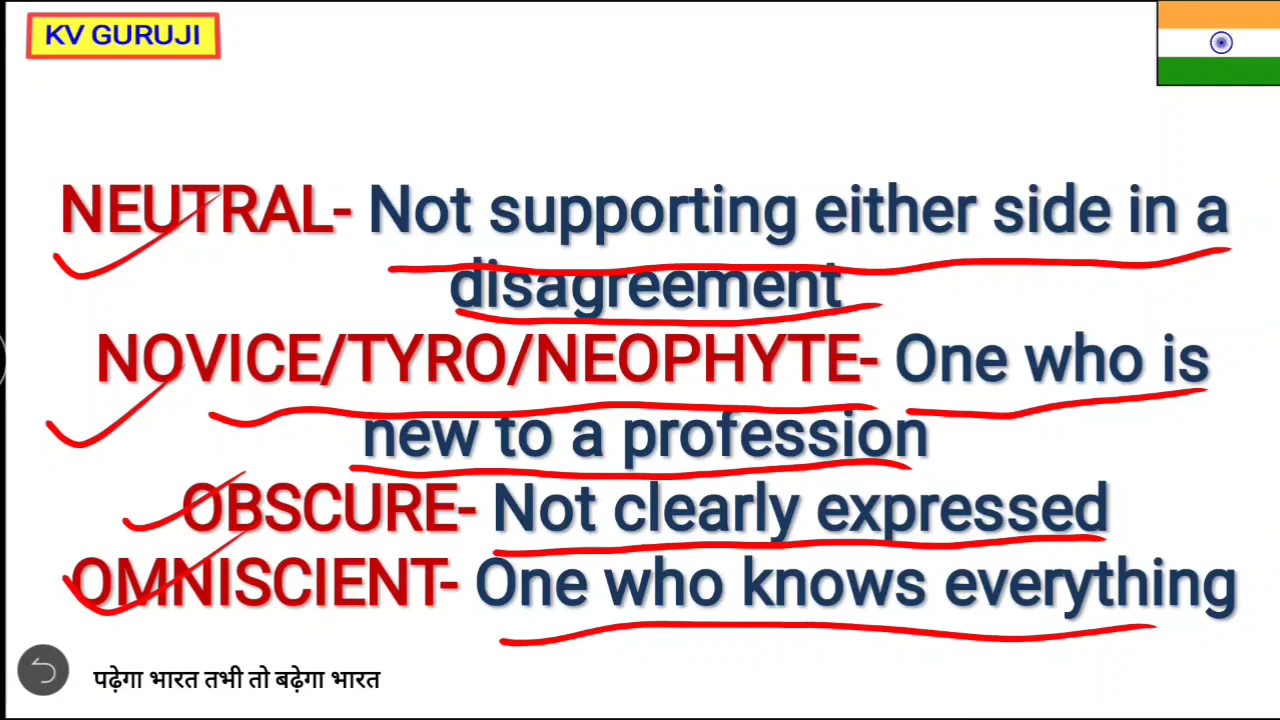 KV GURUJI
NEUTRAL- Not supporting either side in a
disagreement
NOVICE/TYRO/NEOPHYTE- One who is
new to a profession
OBSCURE- Not clearly expressed
OMNISCIENT- One who knows everything
पढ़ेगा भारत तभी तो बढ़ेगा भारत